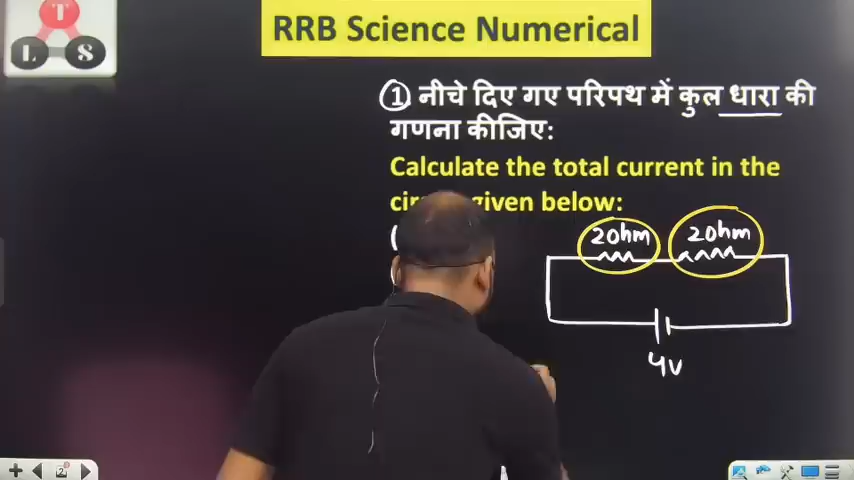 T
L S
RRB Science Numerical
① नीचे दिए गए परिपथ में कुल धारा की
गणना कीजिए:
Calculate the total current in the
given below:
2ohm 2ohm
4v